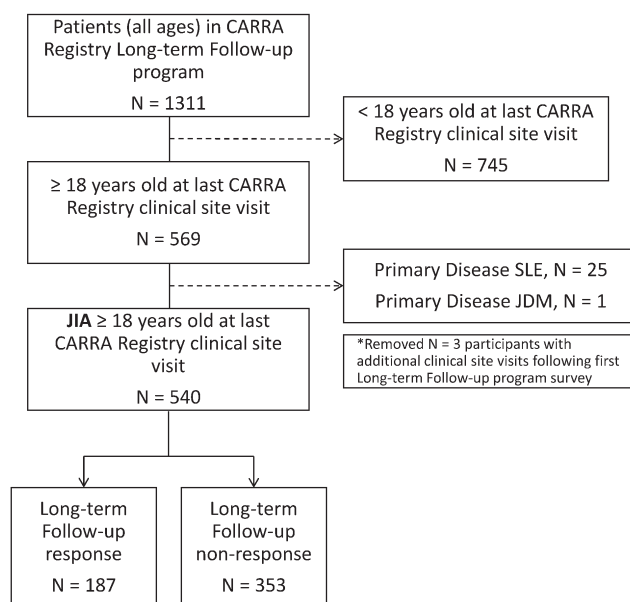 Patients (all ages) in CARRA
Registry Long-term Follow-up
program
N = 1311
< 18 years old at last CARRA
Registry clinical site visit
N = 745
≥ 18 years old at last CARRA
Registry clinical site visit
N = 569
Primary Disease SLE, N = 25
Primary Disease JDM, N = 1
JIA ≥ 18 years old at last
CARRA Registry clinical site
visit
N = 540
*Removed N = 3 participants with
additional clinical site visits following first
Long-term Follow-up program survey
Long-term
Follow-up
response
N = 187
Long-term
Follow-up
non-response
N = 353